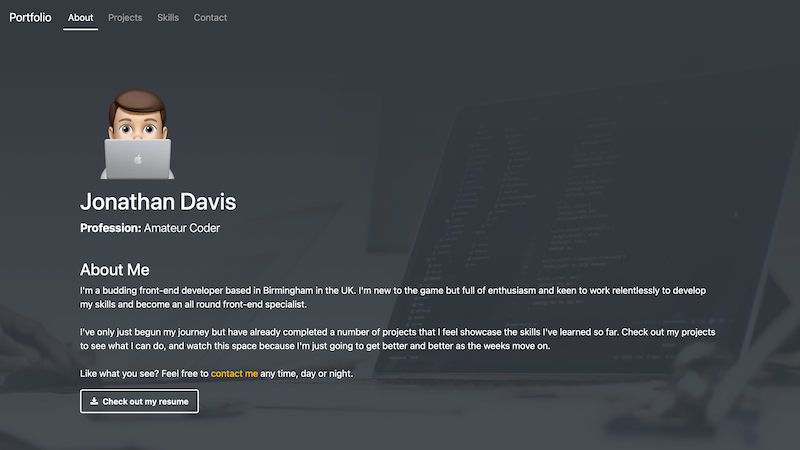 Portfolio About Projects Skills Contact
Jonathan Davis
Profession: Amateur Coder
About Me
I'm a budding front-end developer based in Birmingham in the UK. I'm new to the game but full of enthusiasm and keen to work relentlessly to develop
my skills and become an all round front-end specialist.
I've only just begun my journey but have already completed a number of projects that I feel showcase the skills I've learned so far. Check out my projects
to see what I can do, and watch this space because I'm just going to get better and better as the weeks move on.
Like what you see? Feel free to contact me any time, day or night.
Check out my resume